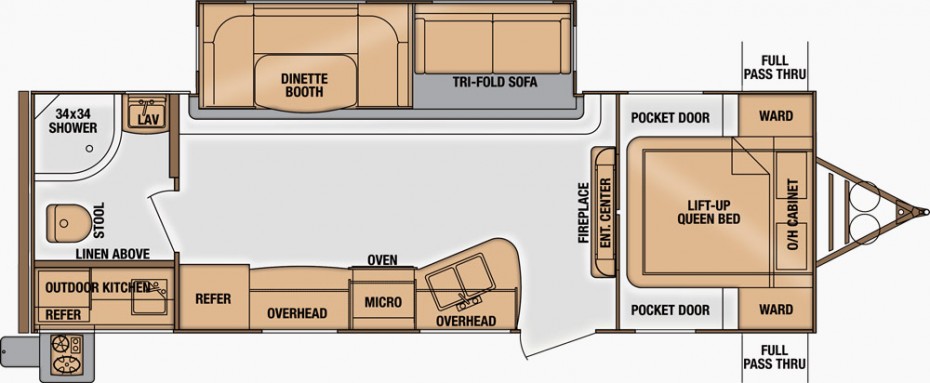 FULL
PASS THRU
DINETTE
BOOTH
TRI-FOLD SOFA
34x34
SHOWER
LAV
POCKET DOOR
WARD
STOOL
LINEN ABOVE
FIREPLACE
ENT. CENTER
LIFT-UP
QUEEN BED
O/H CABINET
OUTDOOR KITCHEN
REFER
REFER
OVERHEAD
OVEN
MICRO
OVERHEAD
POCKET DOOR
WARD
FULL
PASS THRU